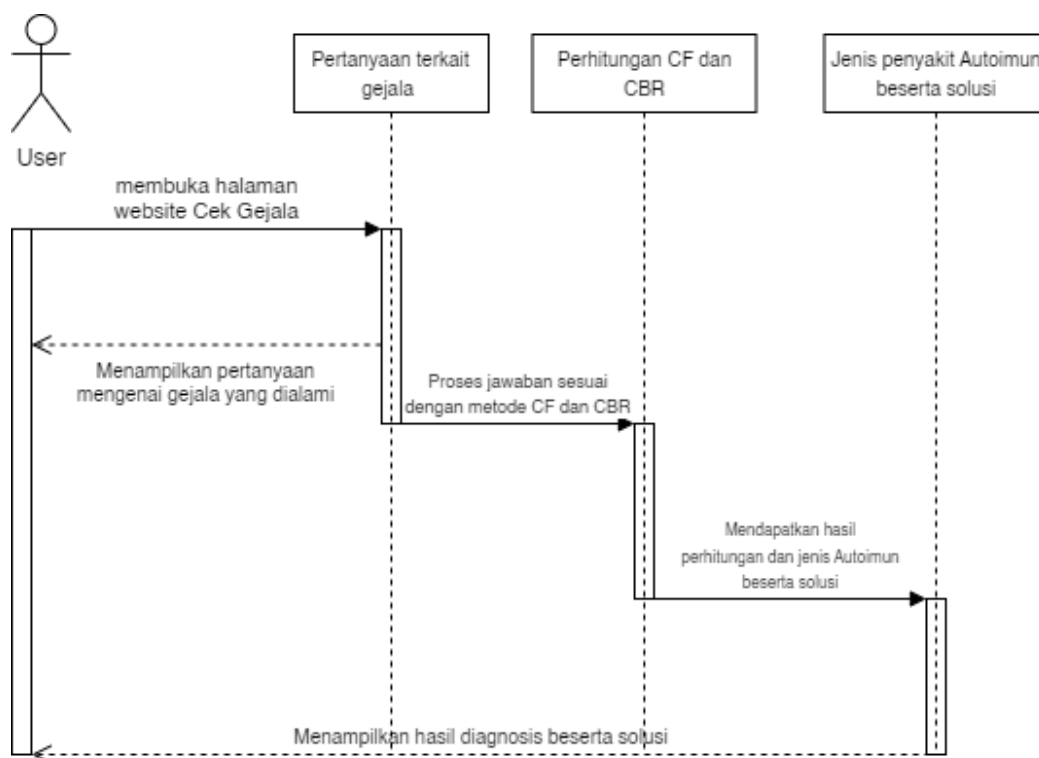 Pertanyaan terkait
gejala
Perhitungan CF dan
CBR
Jenis penyakit Autoimun
beserta solusi
User
membuka halaman
website Cek Gejala
Menampilkan pertanyaan
mengenai gejala yang dialami
Proses jawaban sesuai
dengan metode CF dan CBR
Mendapatkan hasil
perhitungan dan jenis Autoimun
beserta solusi
Menampilkan hasil diagnosis beserta solusi